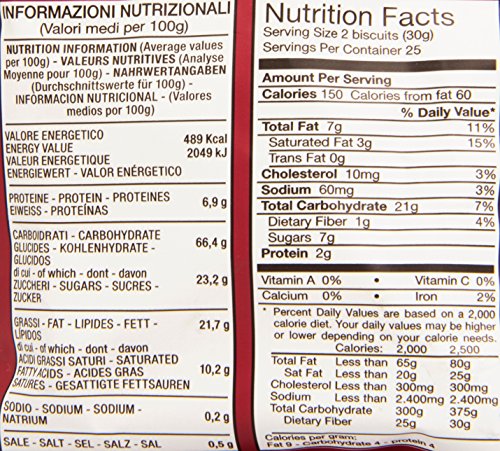 INFORMAZIONI NUTRIZIONALI
(Valori medi per 100g)
NUTRITION INFORMATION (Average values
per 100g) - VALEURS NUTRITIVES (Analyse
Moyenne pour 100g) - NAHRWERTANGABEN
(Durchschnittswerte für 100g) -
INFORMACION NUTRICIONAL - (Valores
medios por 100g)
VALORE ENERGETICO
ENERGY VALUE
VALEUR ENERGETIQUE
ENERGIEWERT - VALOR ENÉRGETICO
489 Kcal
2049 kJ
PROTEINE - PROTEIN - PROTEINES
EIWEISS - PROTEÍNAS
6,9 g
CARBOIDRATI - CARBOHYDRATE
GLUCIDES - KOHLENHYDRATE -
GLUCIDOS
66,4 g
di cui - of which - dont - davon
ZUCCHERI - SUGARS - SUCRES -
ZUCKER
23,2 g
GRASSI - FAT - LIPIDES - FETT -
LIPIDOS
21,7 g
di cui - of which - dont - davon
ACIDI GRASSI SATURI - SATURATED
FATTY ACIDS - ACIDES GRAS
SATURES - GESATTIGTE FETTSAUREN
10,2 g
SODIO - SODIUM - SODIUM -
NATRIUM
0,2 g
SALE - SALT - SEL - SALZ - SAL 0,5 g
Nutrition Facts
Serving Size 2 biscuits (30g)
Servings Per Container 25
Amount Per Serving
Calories 150 Calories from fat 60
% Daily Value*
Total Fat 7g 11%
Saturated Fat 3g 15%
Trans Fat 0g
Cholesterol 10mg 3%
Sodium 60mg 3%
Total Carbohydrate 21g 7%
Dietary Fiber 1g 4%
Sugars 7g
Protein 2g
Vitamin A 0% • Vitamin C 0%
Calcium 0% • Iron 2%
* Percent Daily Values are based on a 2,000
calorie diet. Your daily values may be higher
or lower depending on your calorie needs.
Calories: 2,000 2,500
Total Fat Less than 65g 80g
Sat Fat Less than 20g 25g
Cholesterol Less than 300mg 300mg
Sodium Less than 2.400mg 2.400mg
Total Carbohydrate 300g 375g
Dietary Fiber 25g 30g
Calories per gram:
Fat 9 - Carbohydrate 4 - protein 4